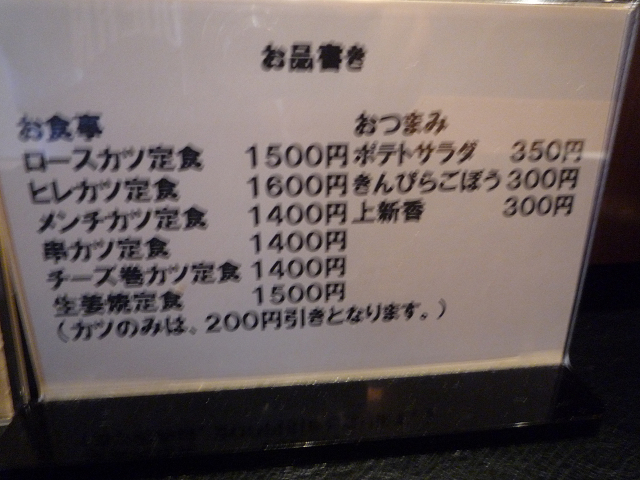 お品書き
お食事
ロースカツ定食 1500円
ヒレカツ定食 1600円
メンチカツ定食 1400円
串カツ定食 1400円
チーズ巻カツ定食 1400円
生姜焼定食 1500円
(カツのみは、200円引きとなります。)
おつまみ
ポテトサラダ 350円
きんぴらごぼう 300円
上新香 300円